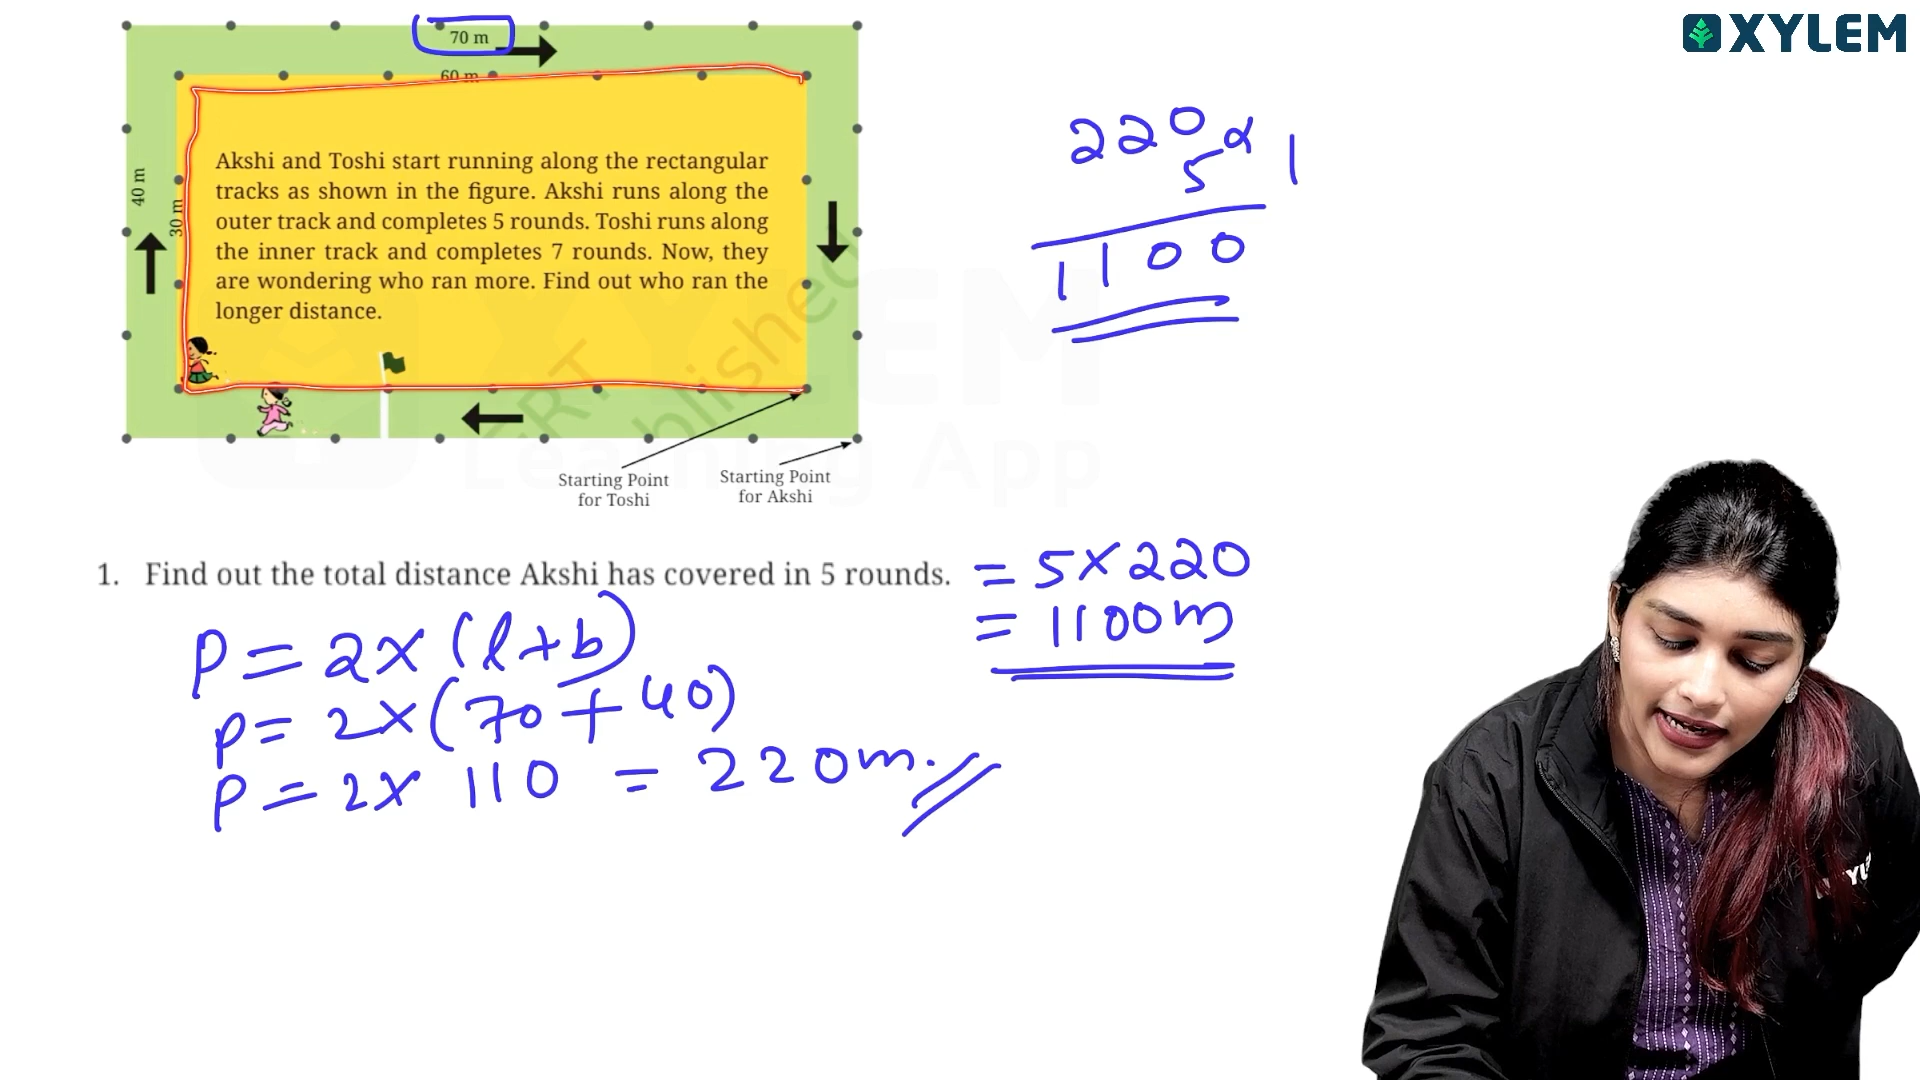 XYLEM
70 m
60 m
40 m
30 m
Akshi and Toshi start running along the rectangular
tracks as shown in the figure. Akshi runs along the
outer track and completes 5 rounds. Toshi runs along
the inner track and completes 7 rounds. Now, they
are wondering who ran more. Find out who ran the
longer distance.
Starting Point
for Toshi
Starting Point
for Akshi
220 x
5
1100
1. Find out the total distance Akshi has covered in 5 rounds.
= 5 x 220
= 1100m
P = 2 x (l + b)
P = 2 x (70 + 40)
P = 2 x 110 = 220m.
XYLEM
Learning App